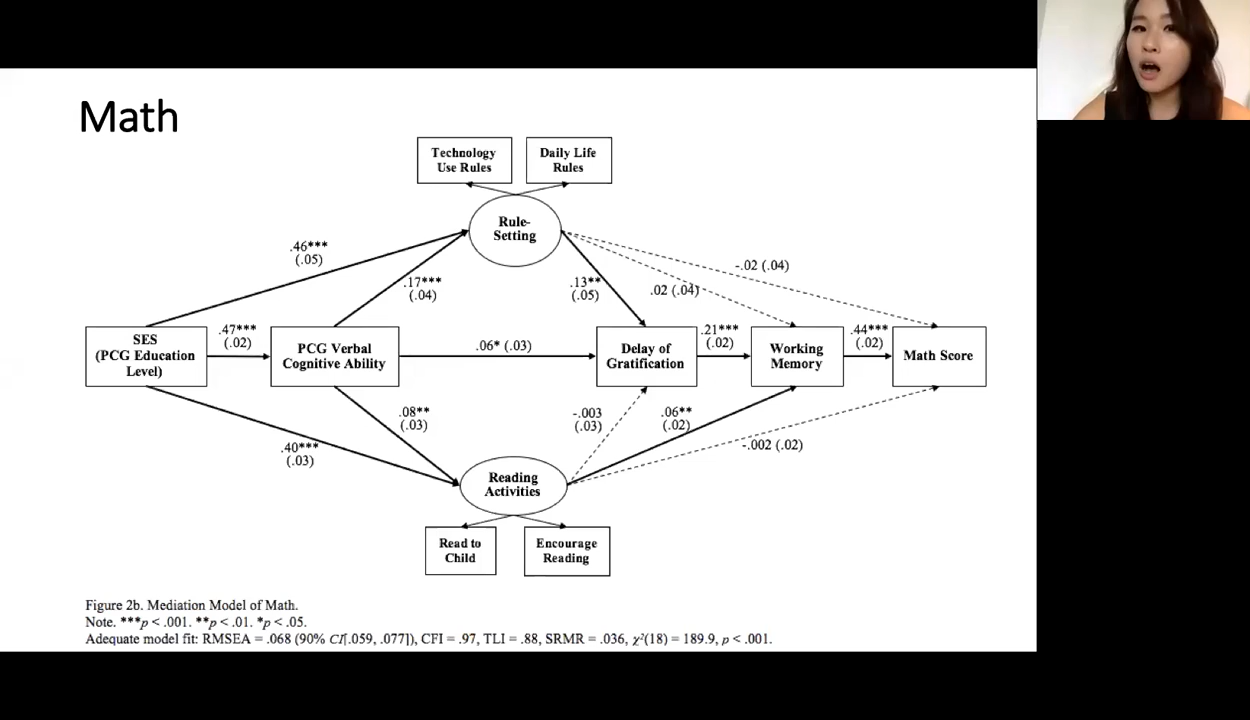 Math
Technology
Use Rules
Daily Life
Rules
Rule-
Setting
.46***
(.05)
.17***
(.04)
.13**
(.05)
.02 (.04)
-.02 (.04)
SES
(PCG Education
Level)
.47***
(.02)
PCG Verbal
Cognitive Ability
.06* (.03)
Delay of
Gratification
.21***
(.02)
Working
Memory
.44***
(.02)
Math Score
.40***
(.03)
.08**
(.03)
-.003
(.03)
.06**
(.02)
-.002 (.02)
Reading
Activities
Read to
Child
Encourage
Reading
Figure 2b. Mediation Model of Math.
Note. ***p < .001. **p < .01. *p < .05.
Adequate model fit: RMSEA = .068 (90% CI[.059, .077]), CFI = .97, TLI = .88, SRMR = .036, χ²(18) = 189.9, p < .001.